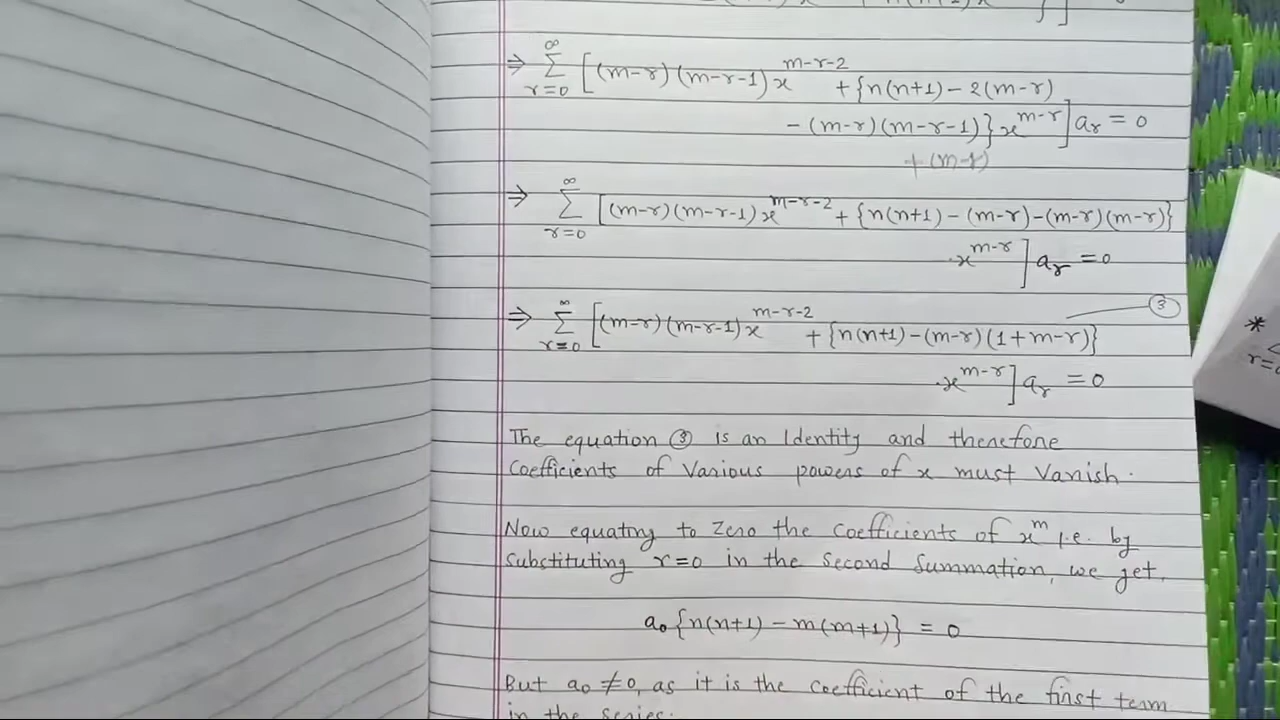 ⇒ ∞ Σ r=0 [(m-r)(m-r-1)x^{m-r-2} + {n(n+1) - 2(m-r)
- (m-r)(m-r-1)} x^{m-r}] a_r = 0
+ (m-r)
⇒ ∞ Σ r=0 [(m-r)(m-r-1)x^{m-r-2} + {n(n+1) - (m-r) - (m-r)(m-r)}
·x^{m-r}] a_r = 0
⇒ ∞ Σ r=0 [(m-r)(m-r-1)x^{m-r-2} + {n(n+1) - (m-r)(1+m-r)} ③
·x^{m-r}] a_r = 0
The equation ③ is an Identity and therefore
Coefficients of Various powers of x must Vanish.
Now equating to Zero the Coefficients of x^m i.e. by
Substituting r=0 in the Second Summation, we get,
a₀{n(n+1) - m(m+1)} = 0
But a₀ ≠ 0, as it is the Coefficient of the first term
in the series.
*
r=